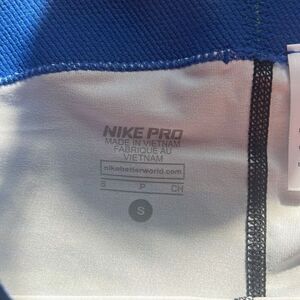 NIKE PRO
MADE IN VIETNAM
FABRIQUE AU
VIETNAM
nikebetterworld.com
S P CH
S